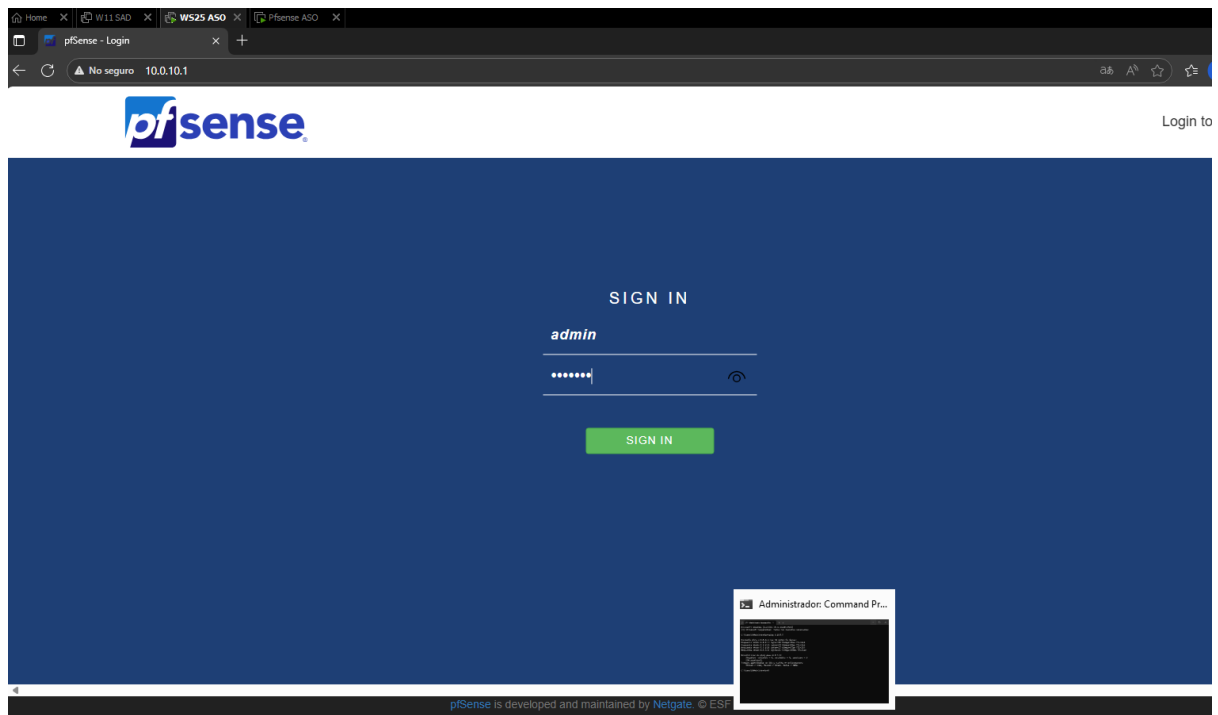 Home W11 SAD WS25 ASO Pfsense ASO
pfSense - Login
No seguro 10.0.10.1
pfsense
Login to
SIGN IN
admin
SIGN IN
Administrador: Command Pr...
pfSense is developed and maintained by Netgate. © ESF